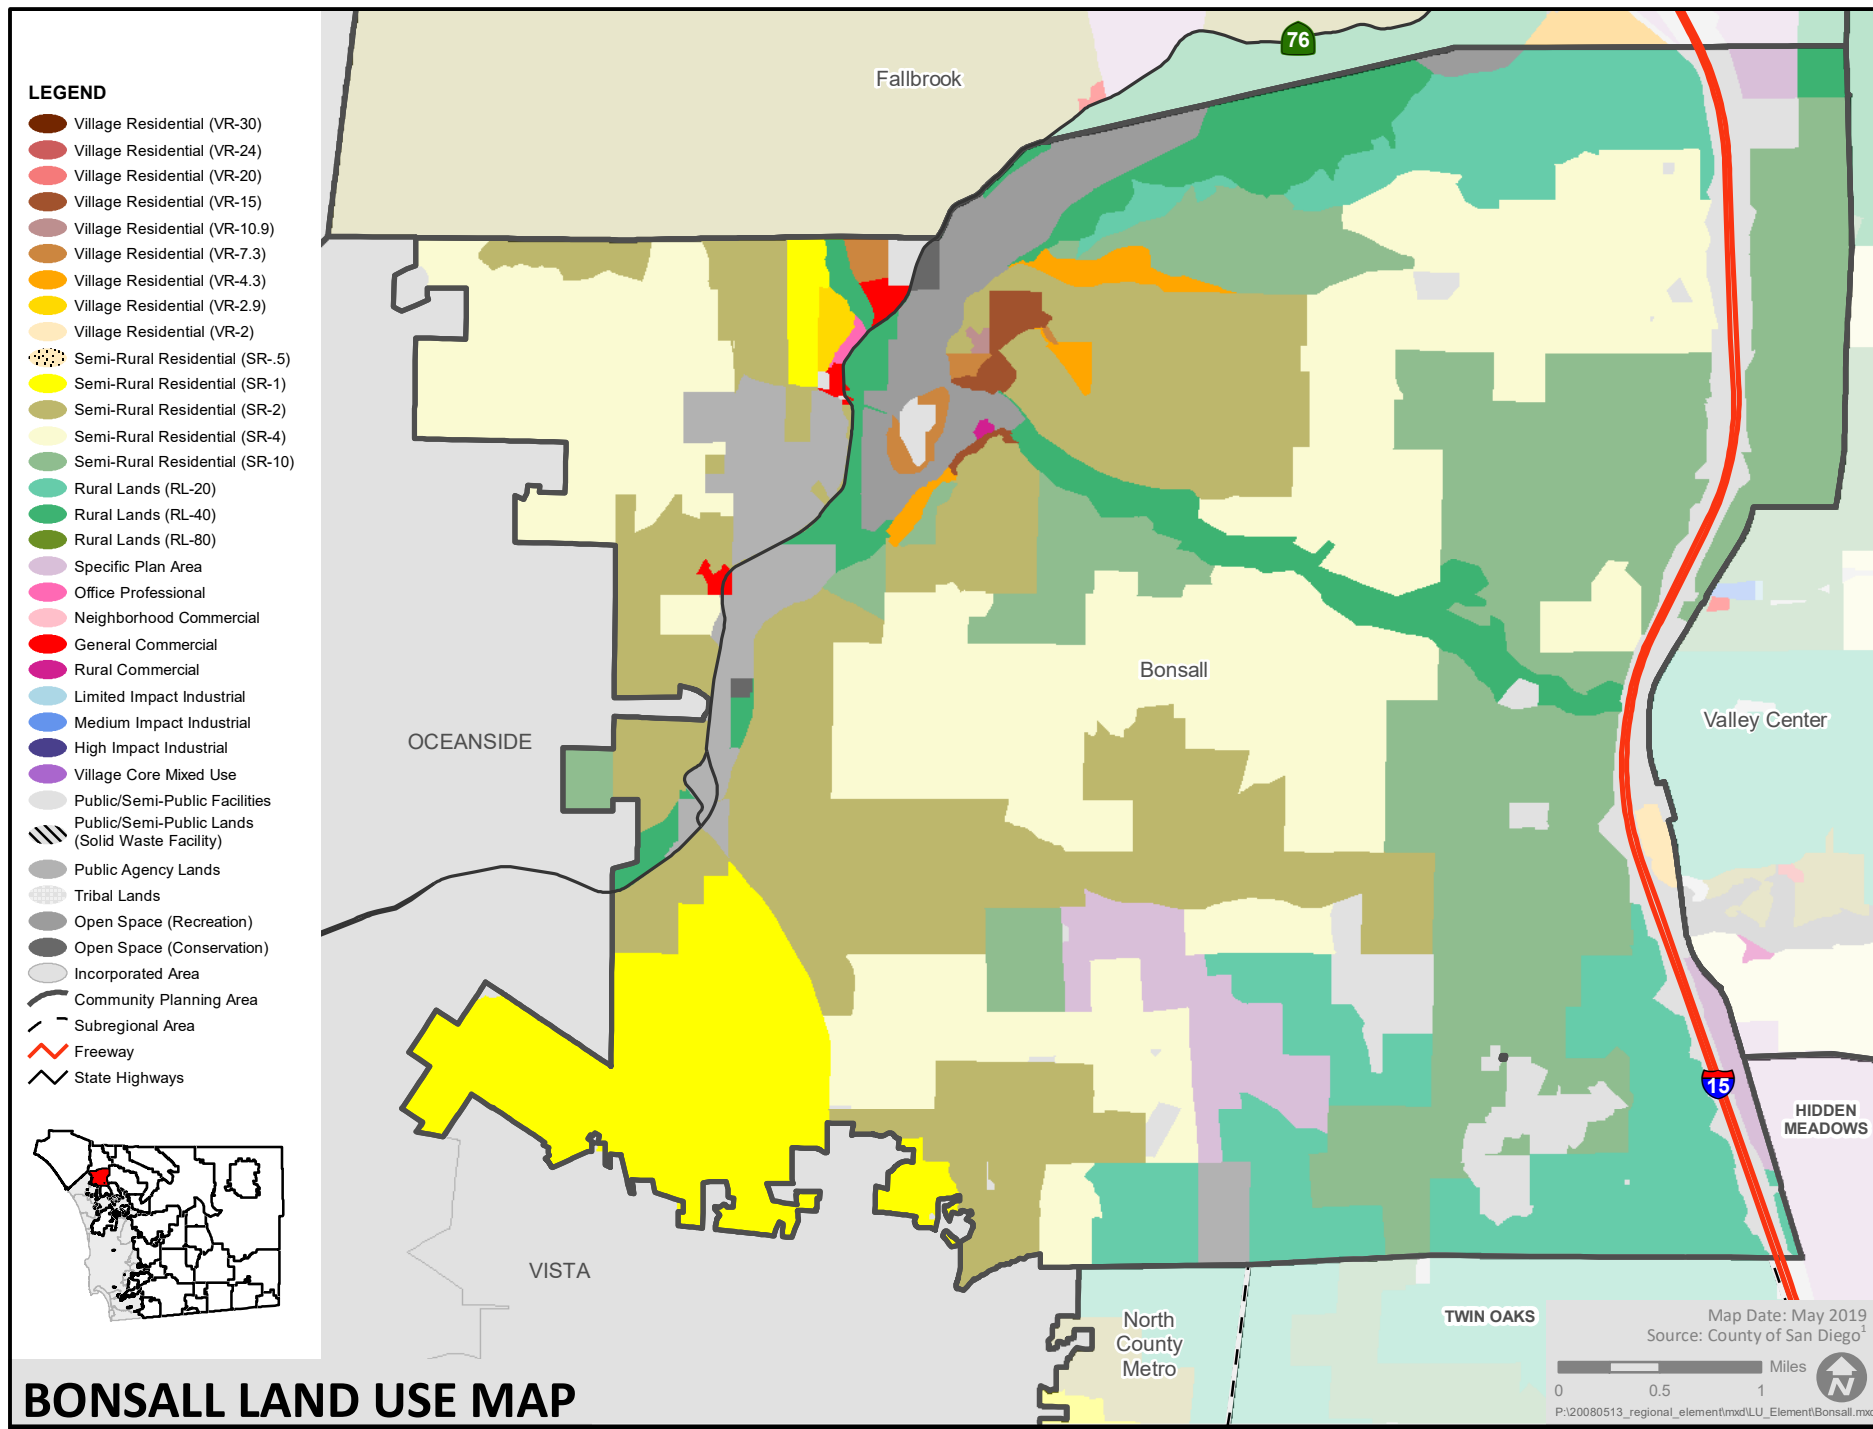 LEGEND
Village Residential (VR-30)
Village Residential (VR-24)
Village Residential (VR-20)
Village Residential (VR-15)
Village Residential (VR-10.9)
Village Residential (VR-7.3)
Village Residential (VR-4.3)
Village Residential (VR-2.9)
Village Residential (VR-2)
Semi-Rural Residential (SR-.5)
Semi-Rural Residential (SR-1)
Semi-Rural Residential (SR-2)
Semi-Rural Residential (SR-4)
Semi-Rural Residential (SR-10)
Rural Lands (RL-20)
Rural Lands (RL-40)
Rural Lands (RL-80)
Specific Plan Area
Office Professional
Neighborhood Commercial
General Commercial
Rural Commercial
Limited Impact Industrial
Medium Impact Industrial
High Impact Industrial
Village Core Mixed Use
Public/Semi-Public Facilities
Public/Semi-Public Lands
(Solid Waste Facility)
Public Agency Lands
Tribal Lands
Open Space (Recreation)
Open Space (Conservation)
Incorporated Area
Community Planning Area
Subregional Area
Freeway
State Highways
76
Fallbrook
Bonsall
OCEANSIDE
Valley Center
15
HIDDEN
MEADOWS
VISTA
North
County
Metro
TWIN OAKS
Map Date: May 2019
Source: County of San Diego1
Miles
0 0.5 1
N
P:\20080513_regional_element\mxd\LU_Element\Bonsall.mxd
BONSALL LAND USE MAP